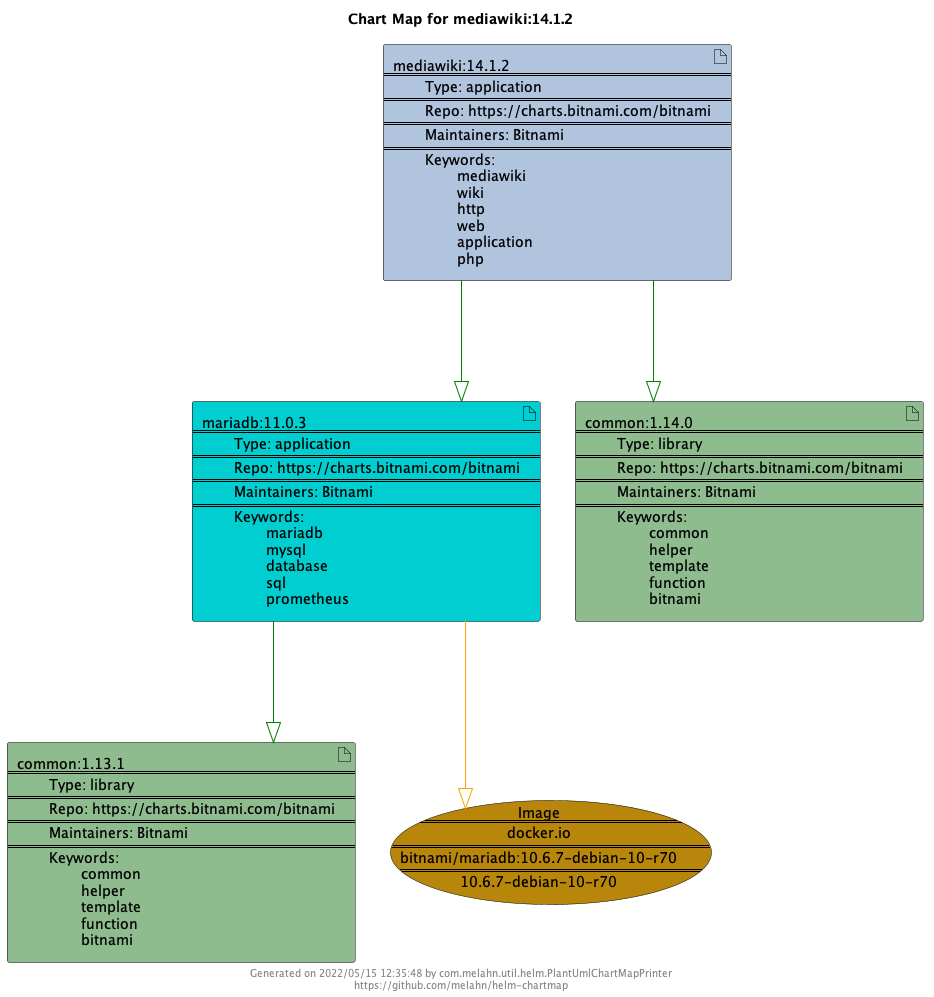 Chart Map for mediawiki:14.1.2
mediawiki:14.1.2
Type: application
Repo: https://charts.bitnami.com/bitnami
Maintainers: Bitnami
Keywords:
mediawiki
wiki
http
web
application
php
mariadb:11.0.3
Type: application
Repo: https://charts.bitnami.com/bitnami
Maintainers: Bitnami
Keywords:
mariadb
mysql
database
sql
prometheus
common:1.14.0
Type: library
Repo: https://charts.bitnami.com/bitnami
Maintainers: Bitnami
Keywords:
common
helper
template
function
bitnami
common:1.13.1
Type: library
Repo: https://charts.bitnami.com/bitnami
Maintainers: Bitnami
Keywords:
common
helper
template
function
bitnami
Image
docker.io
bitnami/mariadb:10.6.7-debian-10-r70
10.6.7-debian-10-r70
Generated on 2022/05/15 12:35:48 by com.melahn.util.helm.PlantUmlChartMapPrinter
https://github.com/melahn/helm-chartmap